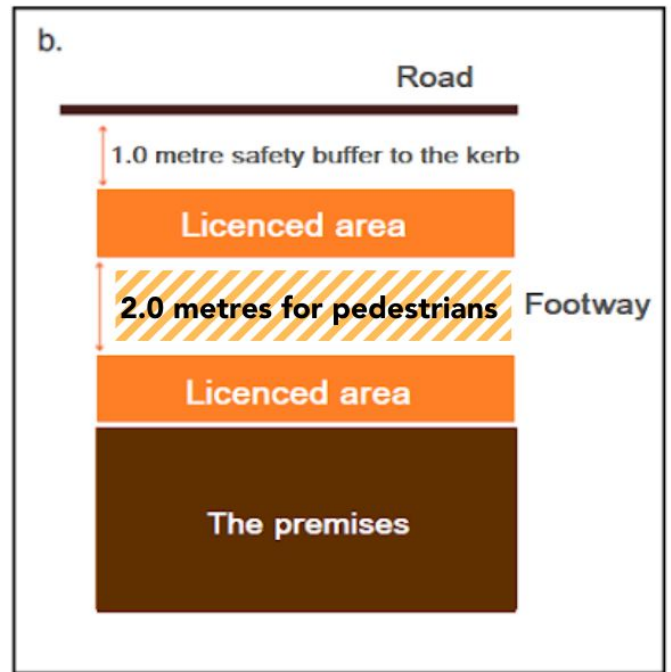 b.
Road
1.0 metre safety buffer to the kerb
Licenced area
2.0 metres for pedestrians Footway
Licenced area
The premises